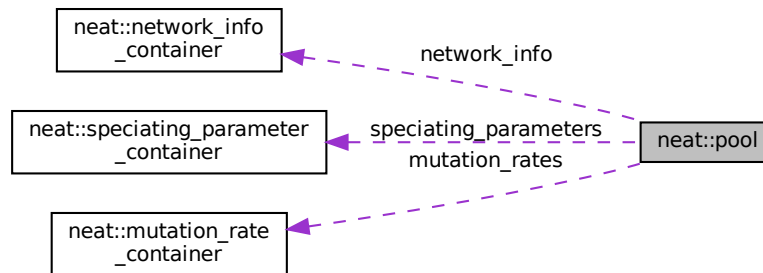 neat::network_info
_container
network_info
neat::speciating_parameter
_container
speciating_parameters
mutation_rates
neat::pool
neat::mutation_rate
_container